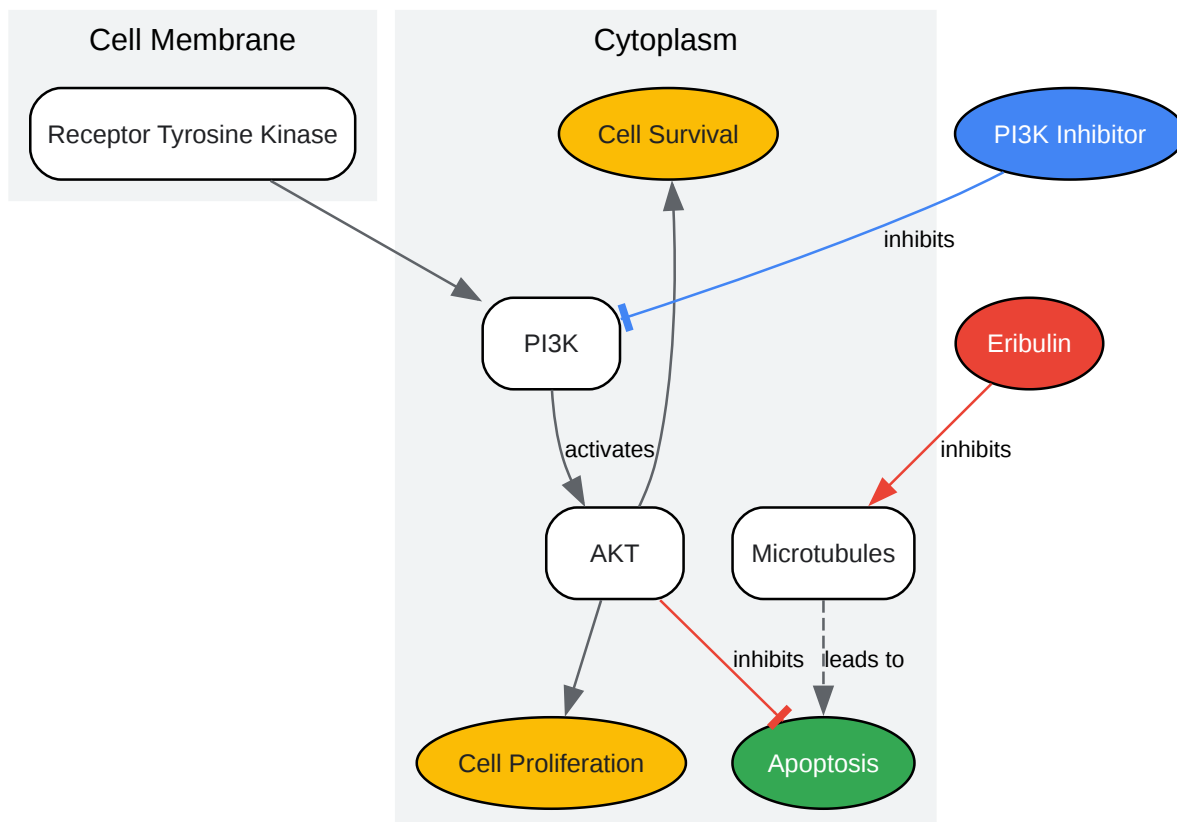 Cell Membrane
Cytoplasm
Receptor Tyrosine Kinase
Cell Survival
PI3K Inhibitor
inhibits
PI3K
Eribulin
activates
inhibits
AKT
Microtubules
inhibits
leads to
Cell Proliferation
Apoptosis